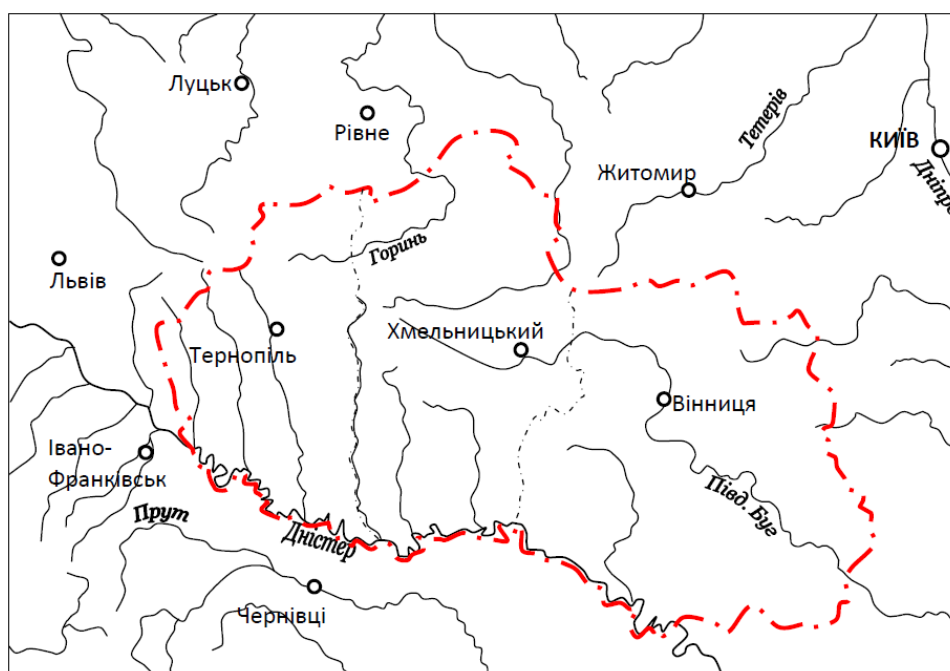 Луцьк
Рівне
Тетерів
КИЇВ
Дніпро
Житомир
Горинь
Львів
Хмельницький
Тернопіль
Вінниця
Івано-
Франківськ
Півд. Буг
Прут
Дністер
Чернівці